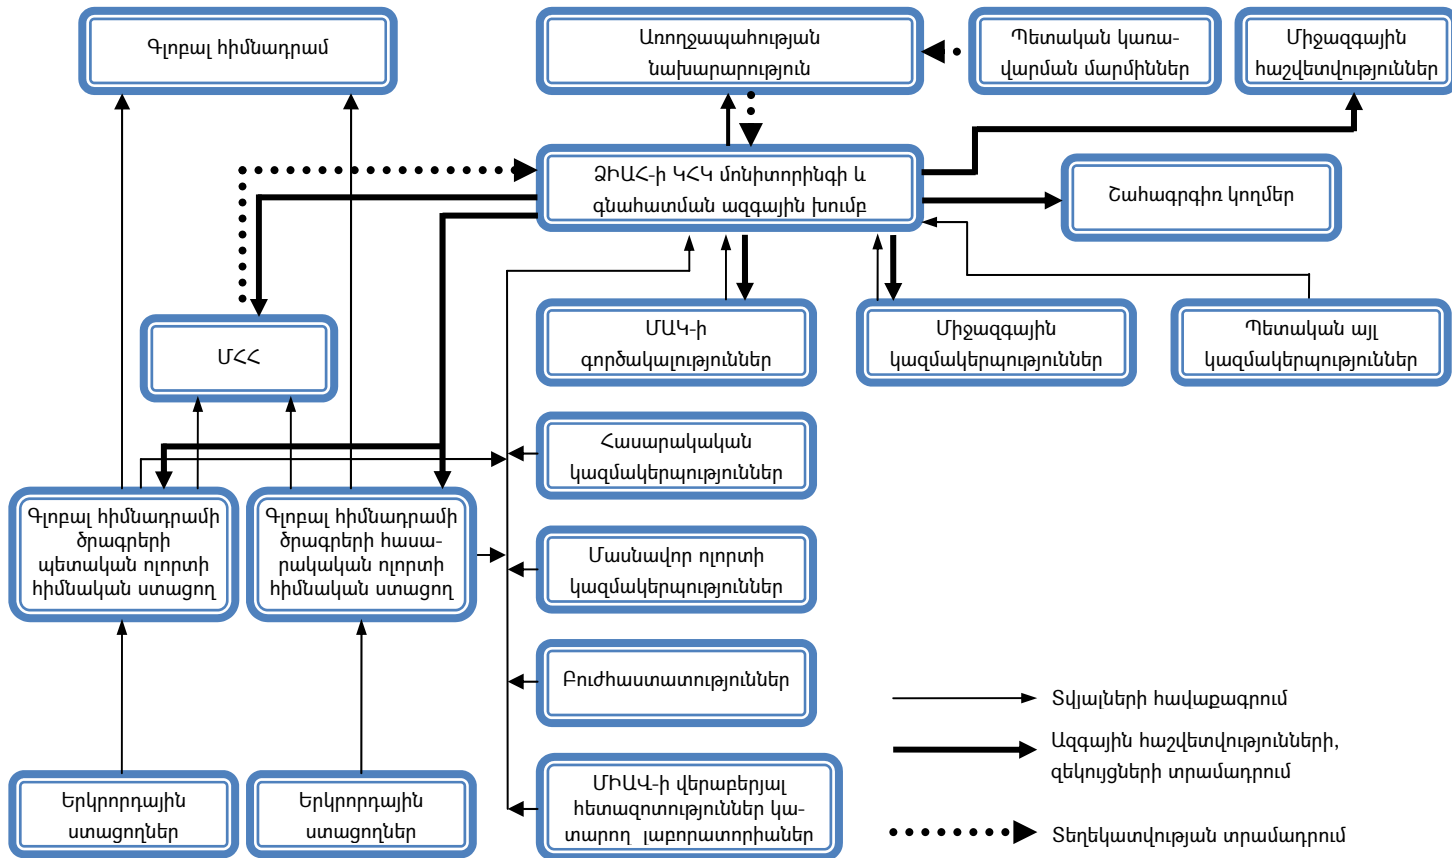 Գլոբալ հիմնադրամ
Առողջապահության
նախարարություն
Պետական կառա-
վարման մարմիններ
Միջազգային
հաշվետվություններ
ՁԻԱՀ-ի ԿՀԿ մոնիտորինգի և
գնահատման ազգային խումբ
Շահագրգիռ կողմեր
ՄՀՀ
ՄԱԿ-ի
գործակալություններ
Միջազգային
կազմակերպություններ
Պետական այլ
կազմակերպություններ
Հասարակական
կազմակերպություններ
Գլոբալ հիմնադրամի
ծրագրերի
պետական ոլորտի
հիմնական ստացող
Գլոբալ հիմնադրամի
ծրագրերի հասա-
րակական ոլորտի
հիմնական ստացող
Մասնավոր ոլորտի
կազմակերպություններ
Բուժհաստատություններ
Երկրորդային
ստացողներ
Երկրորդային
ստացողներ
ՄԻԱՎ-ի վերաբերյալ
հետազոտություններ կա-
տարող լաբորատորիաներ
Տվյալների հավաքագրում
Ազգային հաշվետվությունների,
զեկույցների տրամադրում
Տեղեկատվության տրամադրում